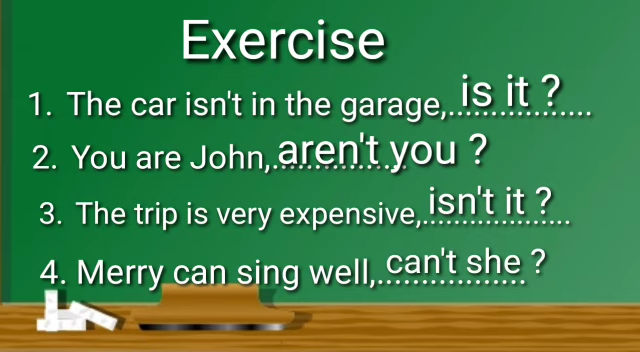 Exercise
1. The car isn't in the garage,..................is it ?
2. You are John,..................aren't you ?
3. The trip is very expensive,..................isn't it ?
4. Merry can sing well,..................can't she ?